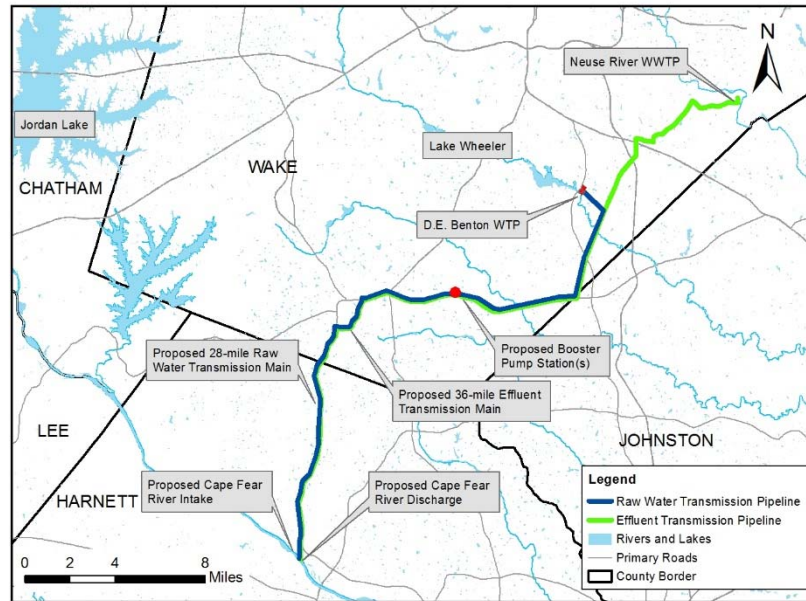 Neuse River WWTP
N
Jordan Lake
Lake Wheeler
WAKE
CHATHAM
D.E. Benton WTP
Proposed 28-mile Raw
Water Transmission Main
Proposed Booster
Pump Station(s)
Proposed 36-mile Effluent
Transmission Main
LEE
JOHNSTON
HARNETT
Proposed Cape Fear
River Intake
Proposed Cape Fear
River Discharge
Legend
Raw Water Transmission Pipeline
Effluent Transmission Pipeline
Rivers and Lakes
Primary Roads
County Border
0 2 4 8
Miles